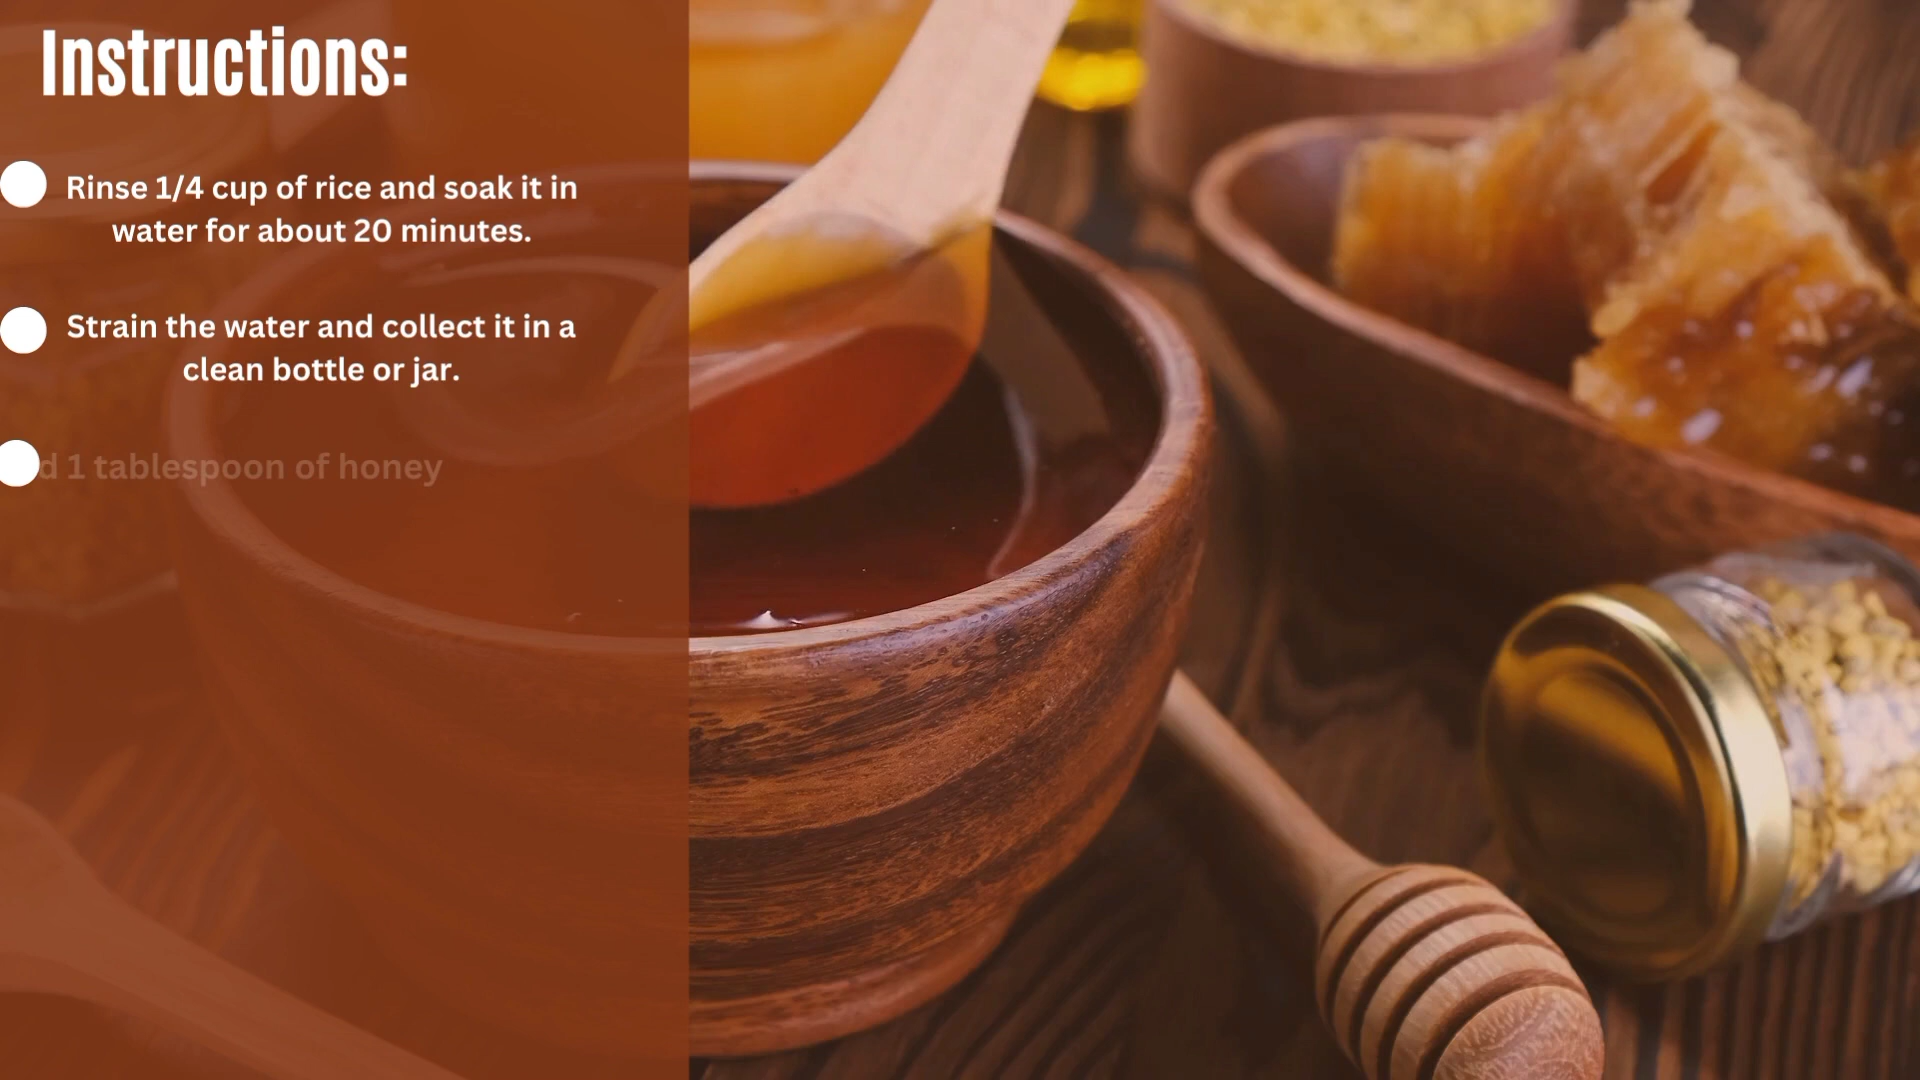 Instructions:
Rinse 1/4 cup of rice and soak it in
water for about 20 minutes.
Strain the water and collect it in a
clean bottle or jar.
d 1 tablespoon of honey